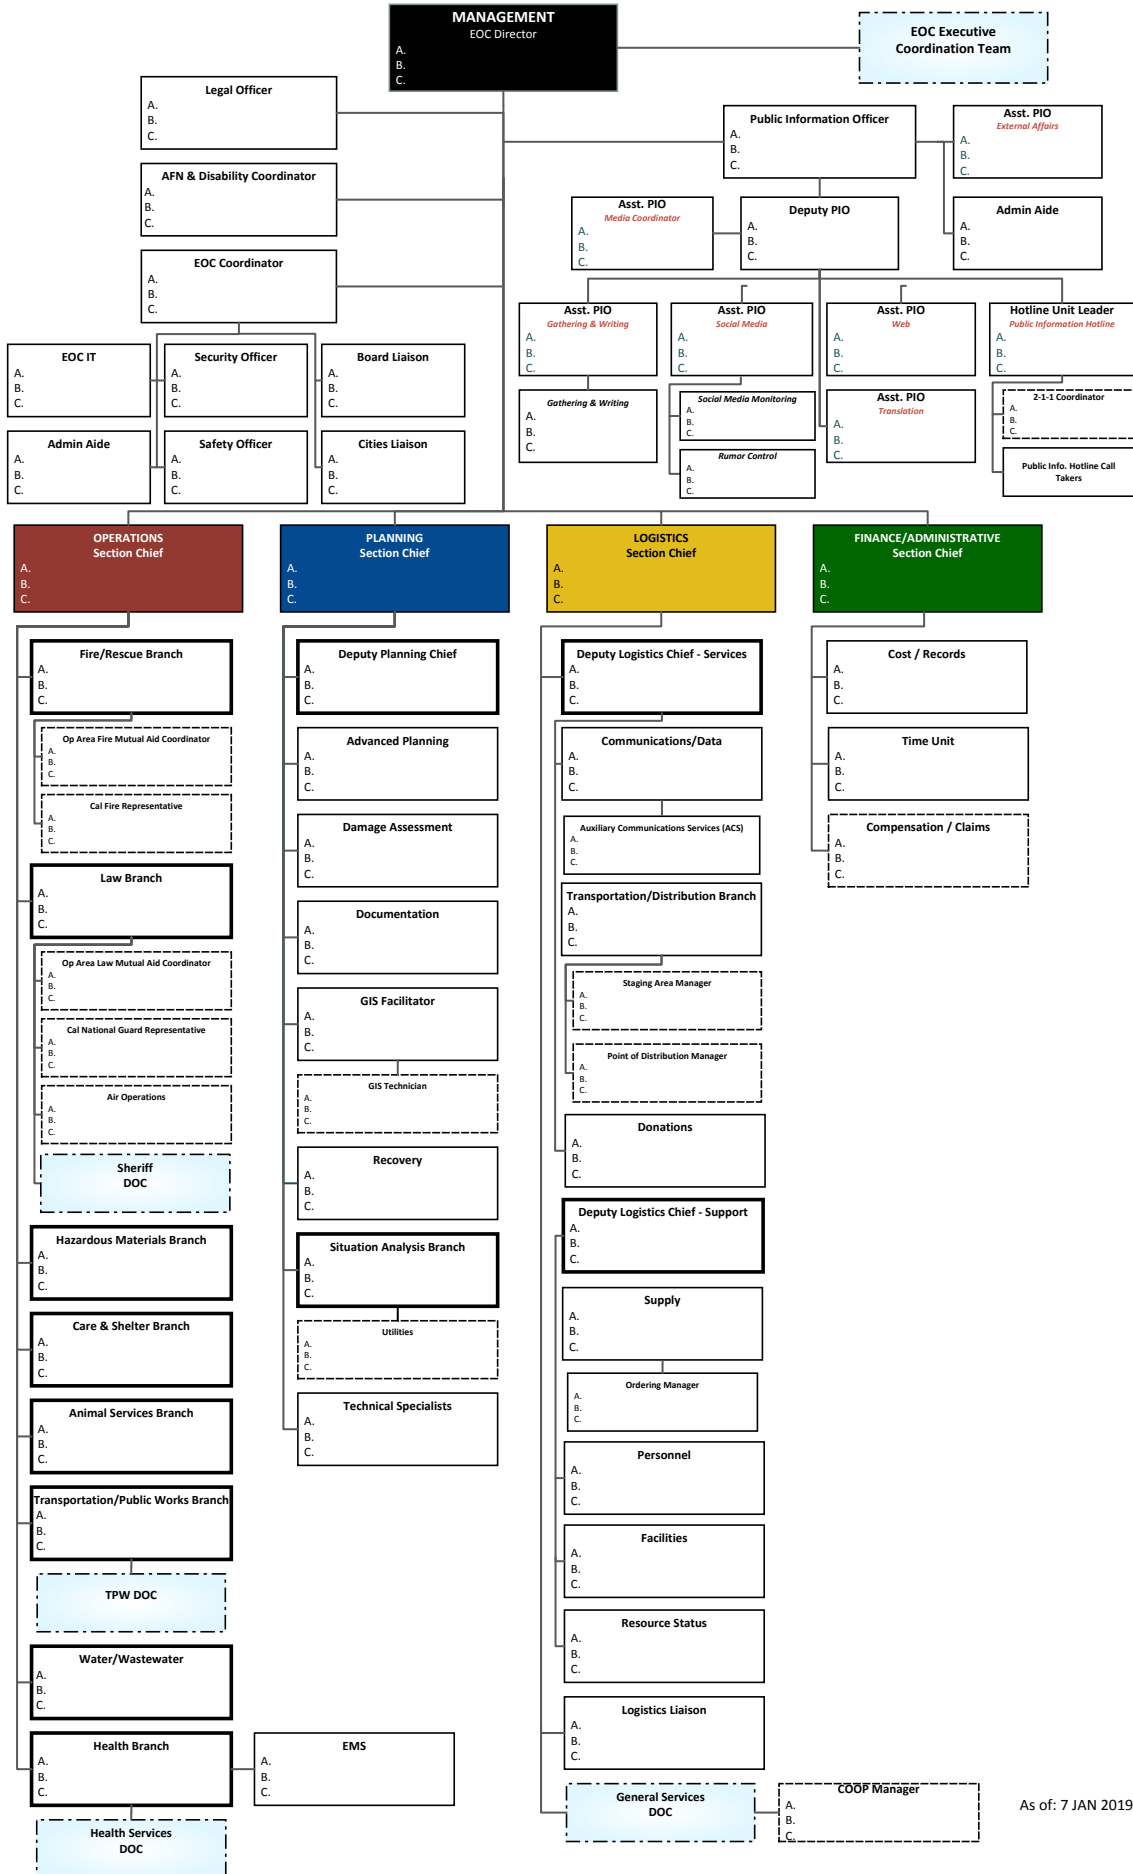 MANAGEMENT
EOC Director
A.
B.
C.
EOC Executive
Coordination Team
Legal Officer
A.
B.
C.
AFN & Disability Coordinator
A.
B.
C.
EOC Coordinator
A.
B.
C.
EOC IT
A.
B.
C.
Security Officer
A.
B.
C.
Board Liaison
A.
B.
C.
Admin Aide
A.
B.
C.
Safety Officer
A.
B.
C.
Cities Liaison
A.
B.
C.
Public Information Officer
A.
B.
C.
Asst. PIO
External Affairs
A.
B.
C.
Asst. PIO
Media Coordinator
A.
B.
C.
Deputy PIO
A.
B.
C.
Admin Aide
A.
B.
C.
Asst. PIO
Gathering & Writing
A.
B.
C.
Asst. PIO
Social Media
A.
B.
C.
Asst. PIO
Web
A.
B.
C.
Hotline Unit Leader
Public Information Hotline
A.
B.
C.
Gathering & Writing
A.
B.
C.
Social Media Monitoring
A.
B.
C.
Rumor Control
A.
B.
C.
Asst. PIO
Translation
A.
B.
C.
2-1-1 Coordinator
A.
B.
C.
Public Info. Hotline Call
Takers
OPERATIONS
Section Chief
A.
B.
C.
PLANNING
Section Chief
A.
B.
C.
LOGISTICS
Section Chief
A.
B.
C.
FINANCE/ADMINISTRATIVE
Section Chief
A.
B.
C.
Fire/Rescue Branch
A.
B.
C.
Op Area Fire Mutual Aid Coordinator
A.
B.
C.
Cal Fire Representative
A.
B.
C.
Law Branch
A.
B.
C.
Op Area Law Mutual Aid Coordinator
A.
B.
C.
Cal National Guard Representative
A.
B.
C.
Air Operations
A.
B.
C.
Sheriff
DOC
Hazardous Materials Branch
A.
B.
C.
Care & Shelter Branch
A.
B.
C.
Animal Services Branch
A.
B.
C.
Transportation/Public Works Branch
A.
B.
C.
TPW DOC
Water/Wastewater
A.
B.
C.
Health Branch
A.
B.
C.
EMS
A.
B.
C.
Health Services
DOC
Deputy Planning Chief
A.
B.
C.
Advanced Planning
A.
B.
C.
Damage Assessment
A.
B.
C.
Documentation
A.
B.
C.
GIS Facilitator
A.
B.
C.
GIS Technician
A.
B.
C.
Recovery
A.
B.
C.
Situation Analysis Branch
A.
B.
C.
Utilities
A.
B.
C.
Technical Specialists
A.
B.
C.
Deputy Logistics Chief - Services
A.
B.
C.
Communications/Data
A.
B.
C.
Auxiliary Communications Services (ACS)
A.
B.
C.
Transportation/Distribution Branch
A.
B.
C.
Staging Area Manager
A.
B.
C.
Point of Distribution Manager
A.
B.
C.
Donations
A.
B.
C.
Deputy Logistics Chief - Support
A.
B.
C.
Supply
A.
B.
C.
Ordering Manager
A.
B.
C.
Personnel
A.
B.
C.
Facilities
A.
B.
C.
Resource Status
A.
B.
C.
Logistics Liaison
A.
B.
C.
General Services
DOC
COOP Manager
A.
B.
C.
Cost / Records
A.
B.
C.
Time Unit
A.
B.
C.
Compensation / Claims
A.
B.
C.
As of: 7 JAN 2019